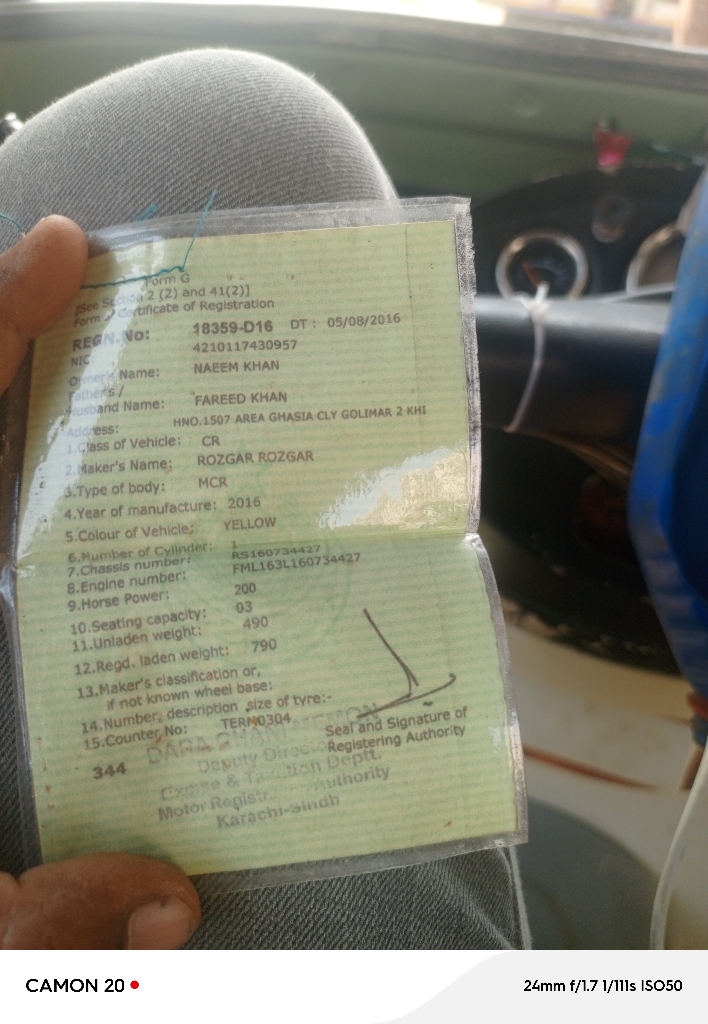 Form G
[See Section 2 (2) and 41(2)]
Form of Certificate of Registration
REGN.No: 18359-D16 DT : 05/08/2016
NIC 4210117430957
Owner's Name: NAEEM KHAN
Father's /
Husband Name: FAREED KHAN
Address: HNO.1507 AREA GHASIA CLY GOLIMAR 2 KHI
1.Class of Vehicle: CR
2.Maker's Name: ROZGAR ROZGAR
3.Type of body: MCR
4.Year of manufacture: 2016
5.Colour of Vehicle: YELLOW
6.Number of Cylinder: 1
7.Chassis number: RS160734427
8.Engine number: FML163L160734427
9.Horse Power: 200
10.Seating capacity: 03
11.Unladen weight: 490
12.Regd. laden weight: 790
13.Maker's classification or,
if not known wheel base:
14.Number, description ,size of tyre:-
15.Counter No: TERN0304
Seal and Signature of
Registering Authority
344
DARA
Deputy Director
Excise & Taxation Deptt.
Motor Authority
Karachi-Sindh
CAMON 20
24mm f/1.7 1/111s ISO50